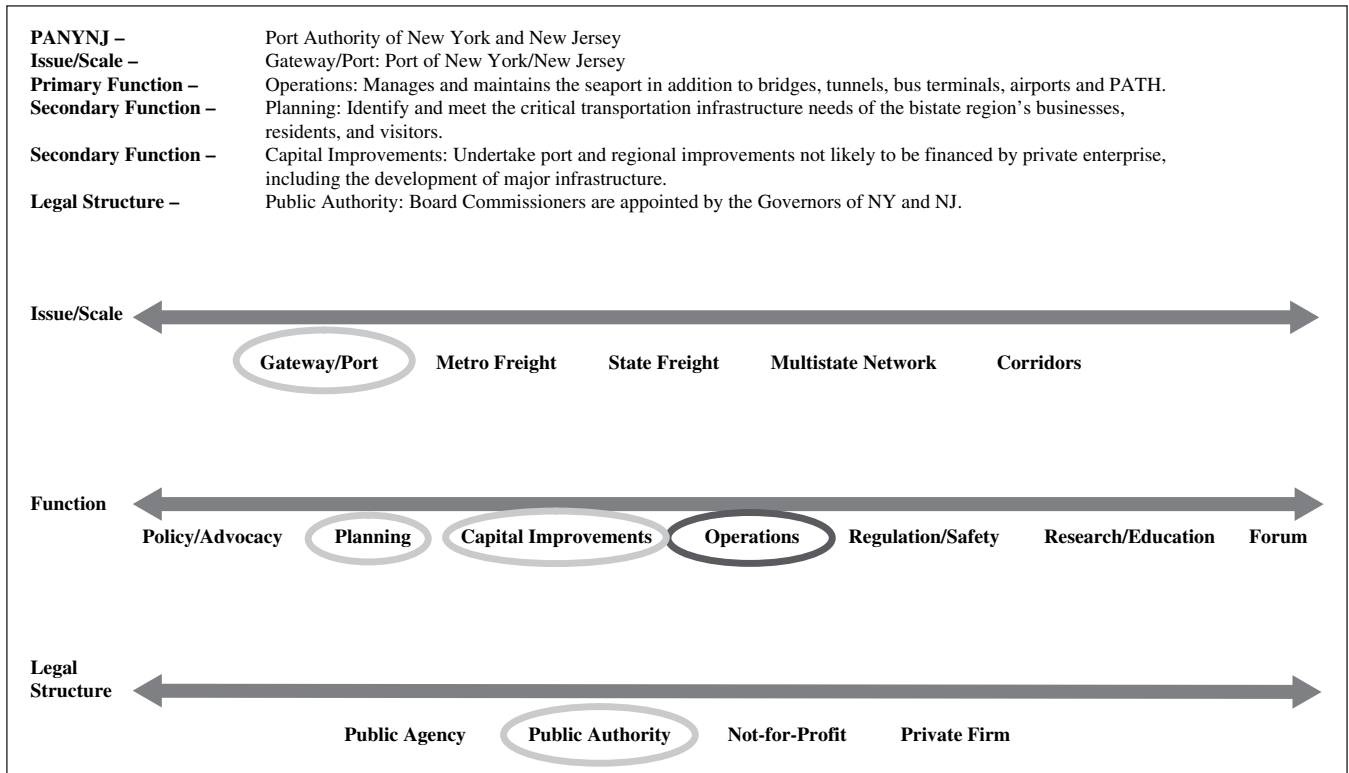 PANYNJ – Port Authority of New York and New Jersey
Issue/Scale – Gateway/Port: Port of New York/New Jersey
Primary Function – Operations: Manages and maintains the seaport in addition to bridges, tunnels, bus terminals, airports and PATH.
Secondary Function – Planning: Identify and meet the critical transportation infrastructure needs of the bistate region’s businesses,
residents, and visitors.
Secondary Function – Capital Improvements: Undertake port and regional improvements not likely to be financed by private enterprise,
including the development of major infrastructure.
Legal Structure – Public Authority: Board Commissioners are appointed by the Governors of NY and NJ.
Issue/Scale
Gateway/Port Metro Freight State Freight Multistate Network Corridors
Function
Policy/Advocacy Planning Capital Improvements Operations Regulation/Safety Research/Education Forum
Legal
Structure
Public Agency Public Authority Not-for-Profit Private Firm